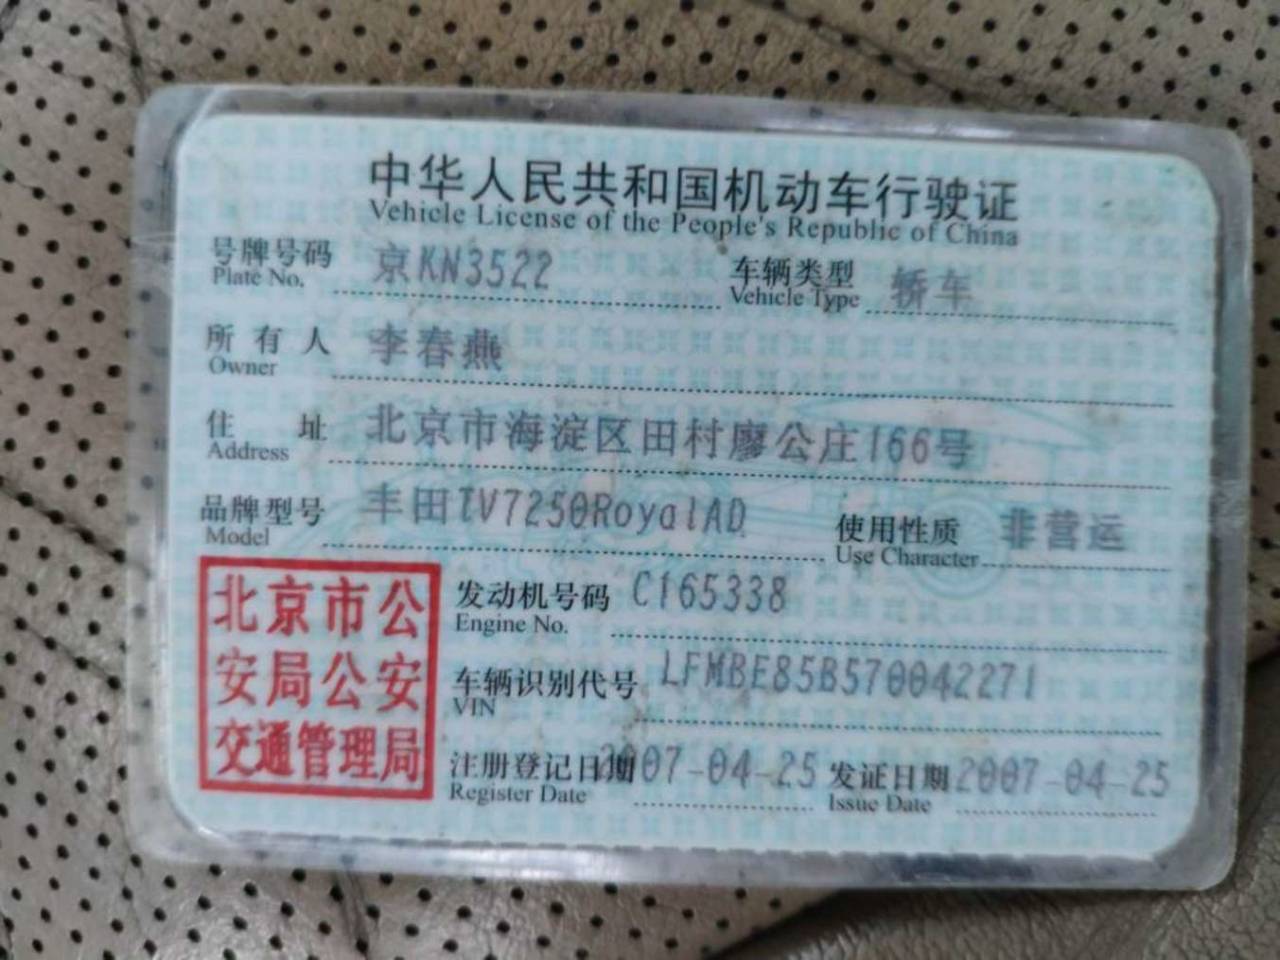 中华人民共和国机动车行驶证
Vehicle License of the People's Republic of China
号牌号码 京KN3522 车辆类型 轿车
Plate No. Vehicle Type
所有人 李春燕
Owner
住址 北京市海淀区田村廖公庄166号
Address
品牌型号 丰田TV7250RoyalAD 使用性质 非营运
Model Use Character
北京市公
安局公安
交通管理局
发动机号码 C165338
Engine No.
车辆识别代号 LFMBE85B570042271
VIN
注册登记日期 2007-04-25 发证日期 2007-04-25
Register Date Issue Date